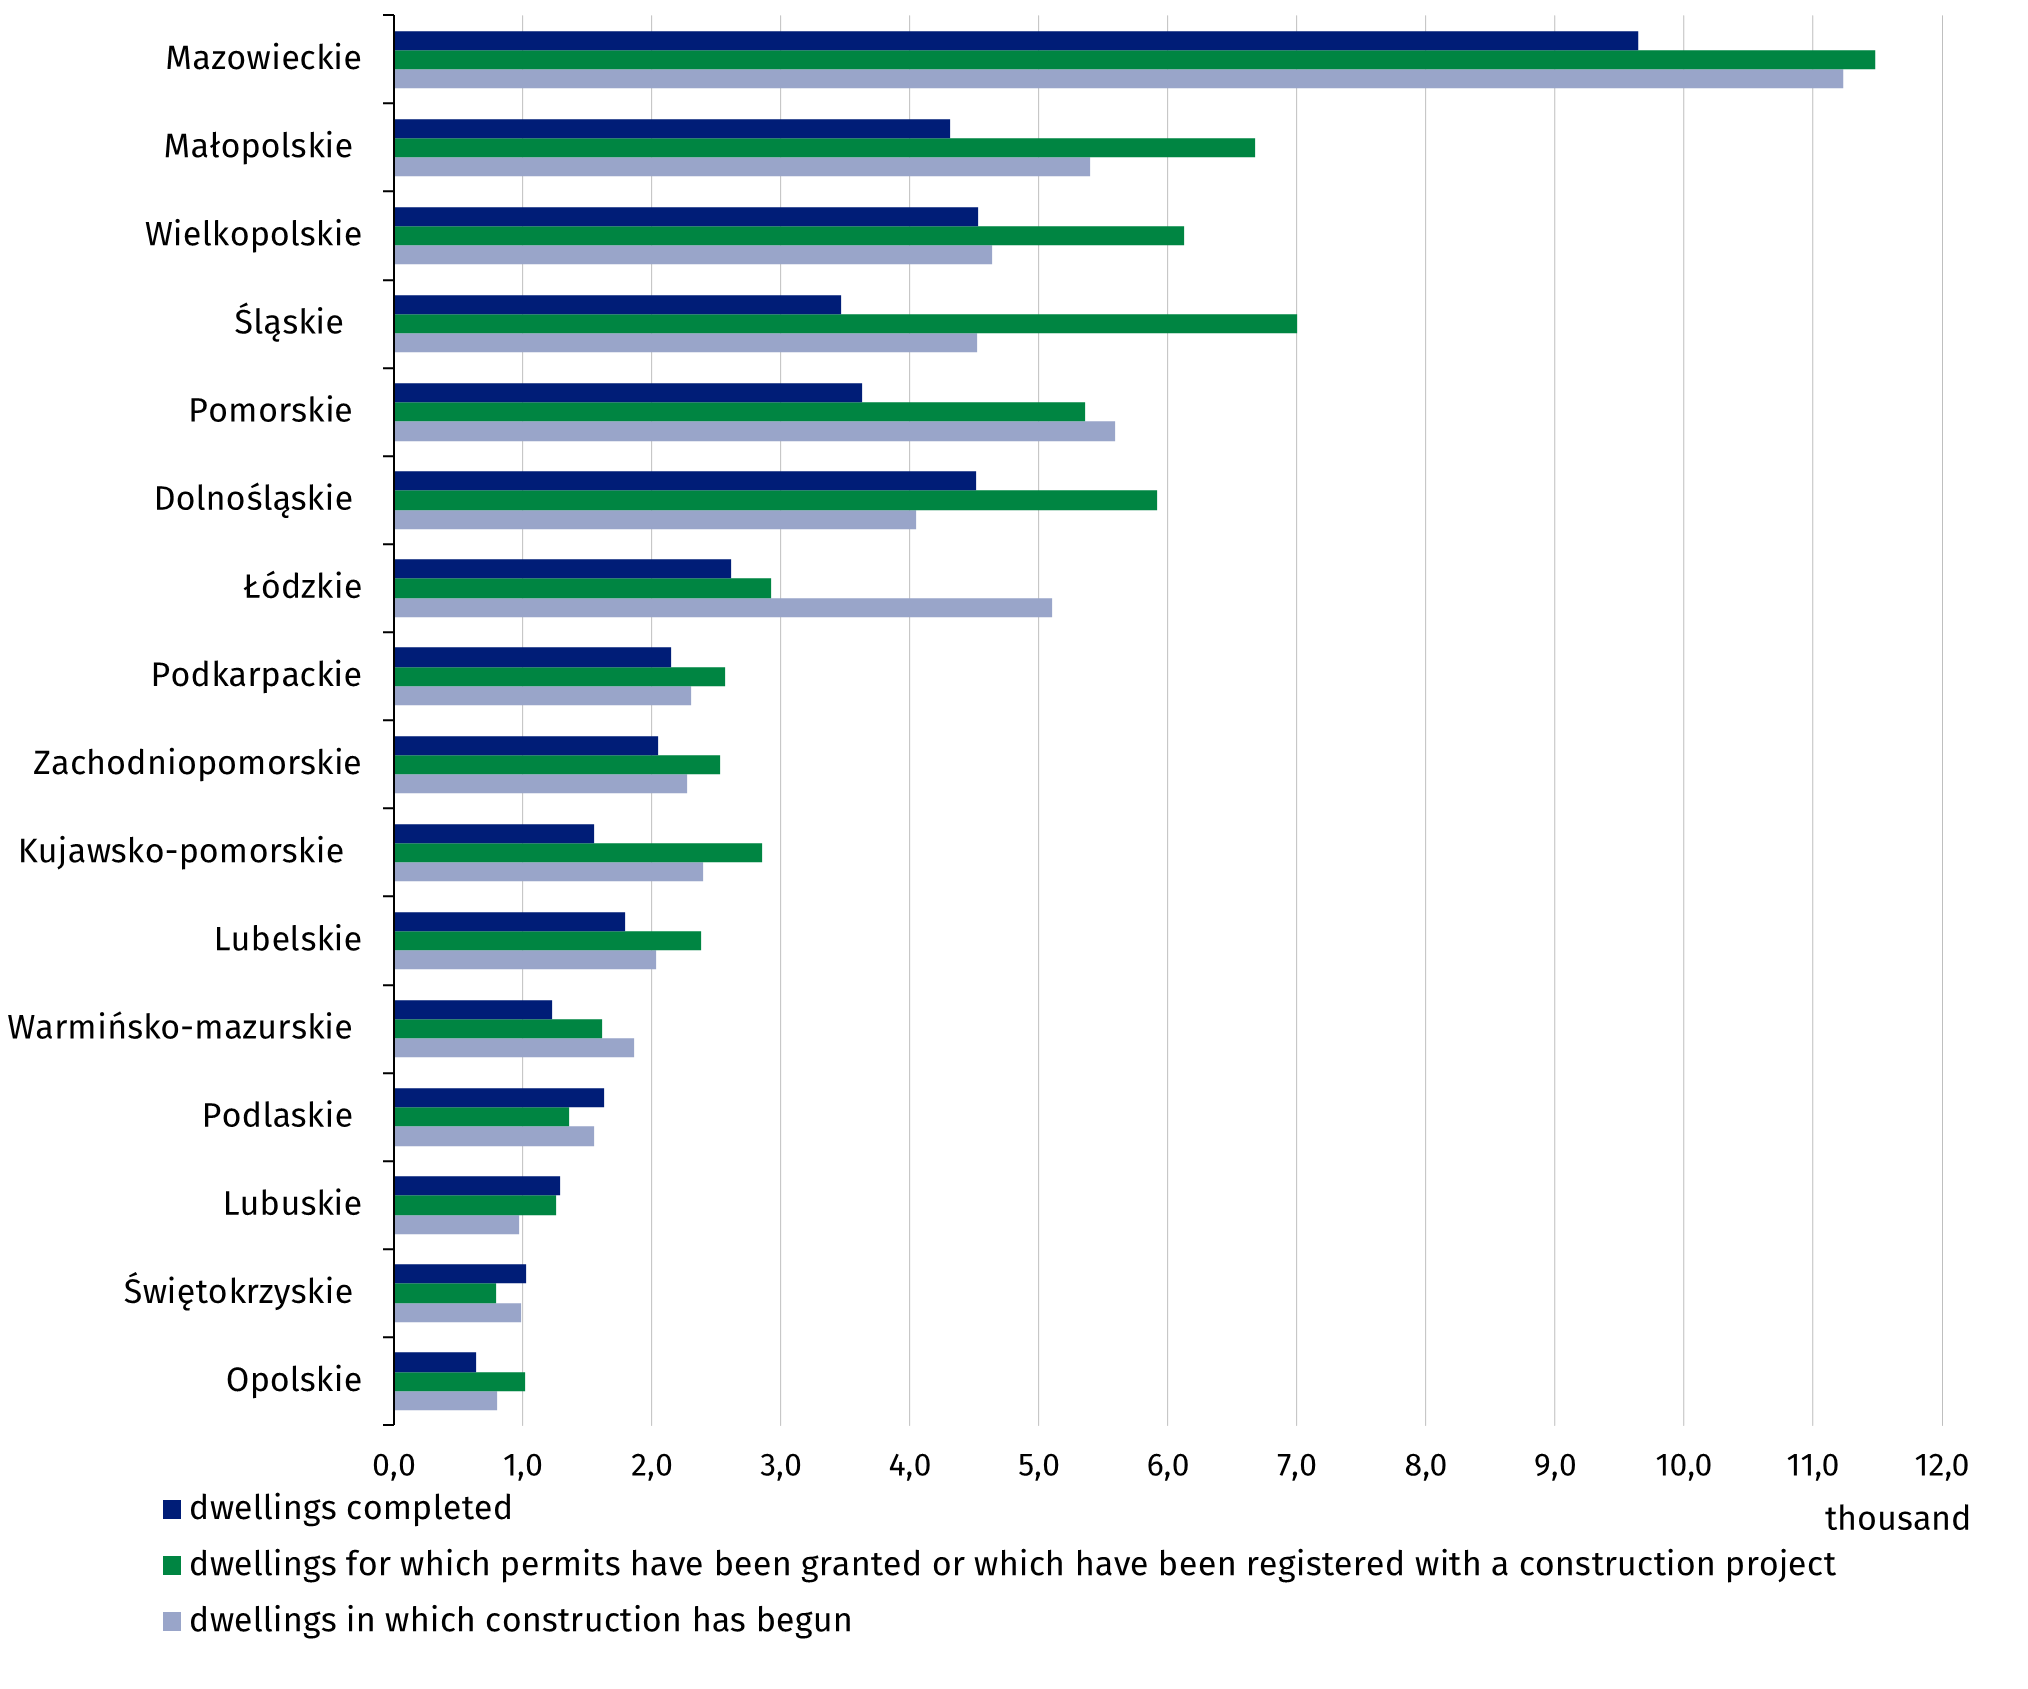 Mazowieckie
Małopolskie
Wielkopolskie
Śląskie
Pomorskie
Dolnośląskie
Łódzkie
Podkarpackie
Zachodniopomorskie
Kujawsko-pomorskie
Lubelskie
Warmińsko-mazurskie
Podlaskie
Lubuskie
Świętokrzyskie
Opolskie
0,0 1,0 2,0 3,0 4,0 5,0 6,0 7,0 8,0 9,0 10,0 11,0 12,0
thousand
dwellings completed
dwellings for which permits have been granted or which have been registered with a construction project
dwellings in which construction has begun